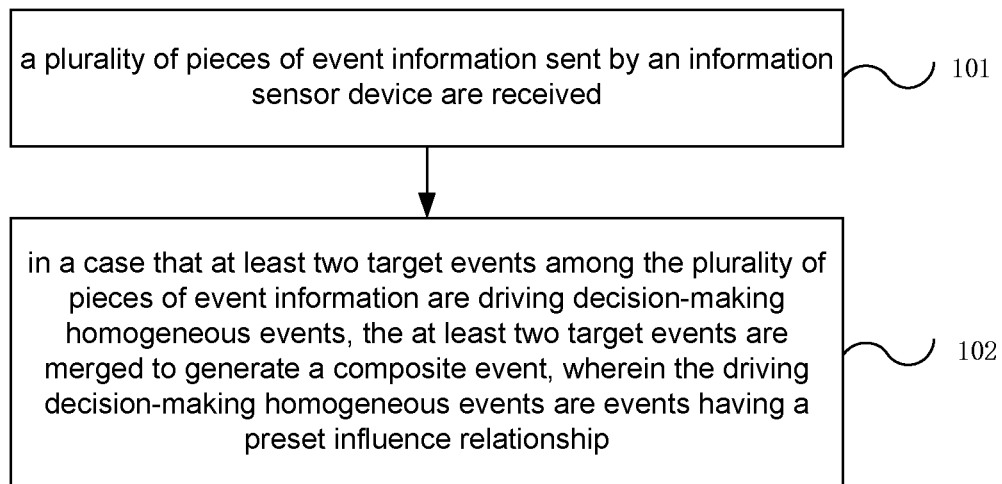 a plurality of pieces of event information sent by an information
sensor device are received
101
in a case that at least two target events among the plurality of
pieces of event information are driving decision-making
homogeneous events, the at least two target events are
merged to generate a composite event, wherein the driving
decision-making homogeneous events are events having a
preset influence relationship
102